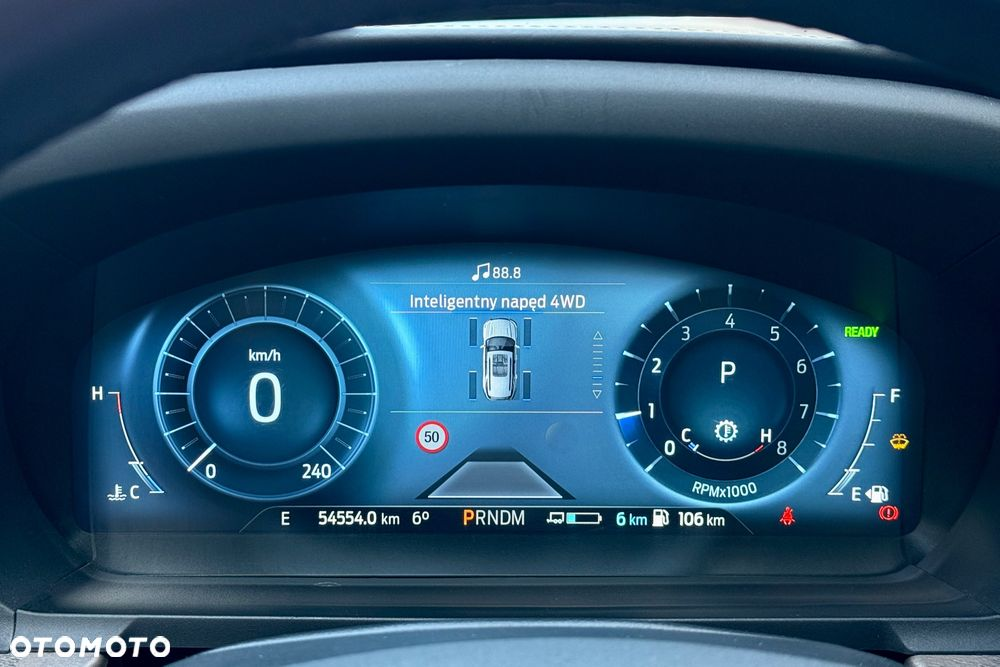 88.8
Inteligentny napęd 4WD
km/h
0
0 240
H
C
50
P
C H
0 1 2 3 4 5 6 7 8
RPMx1000
READY
F
E
E 54554.0 km 6º PRNDM 6 km 106 km
OTOMOTO